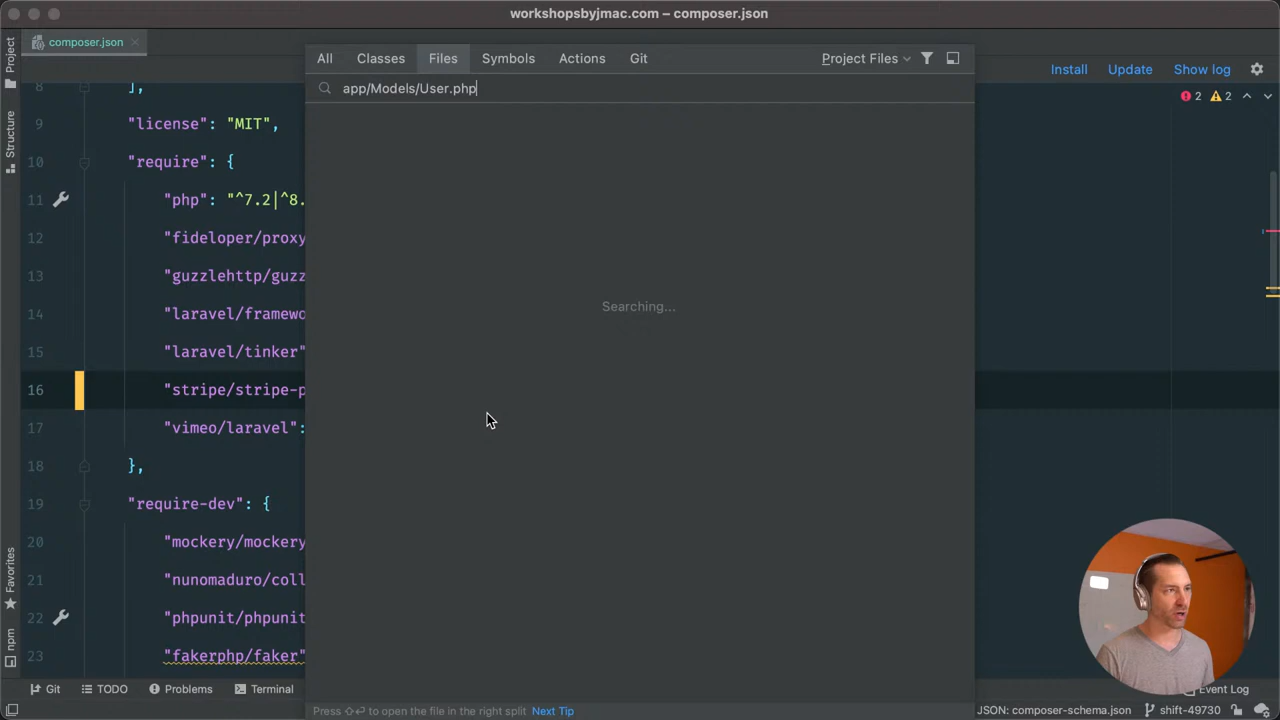 workshopsbyjmac.com – composer.json
composer.json
All Classes Files Symbols Actions Git Project Files
app/Models/User.php
Install Update Show log
2 2
Project
Structure
Favorites
npm
8 ],
9 "license": "MIT",
10 "require": {
11 "php": "^7.2|^8.
12 "fideloper/proxy
13 "guzzlehttp/guzz
14 "laravel/framewo
15 "laravel/tinker"
16 "stripe/stripe-p
17 "vimeo/laravel":
18 },
19 "require-dev": {
20 "mockery/mockery
21 "nunomaduro/coll
22 "phpunit/phpunit
23 "fakerphp/faker"
Searching...
Press ⇧⏎ to open the file in the right split Next Tip
Git TODO Problems Terminal Event Log
JSON: composer-schema.json shift-49730